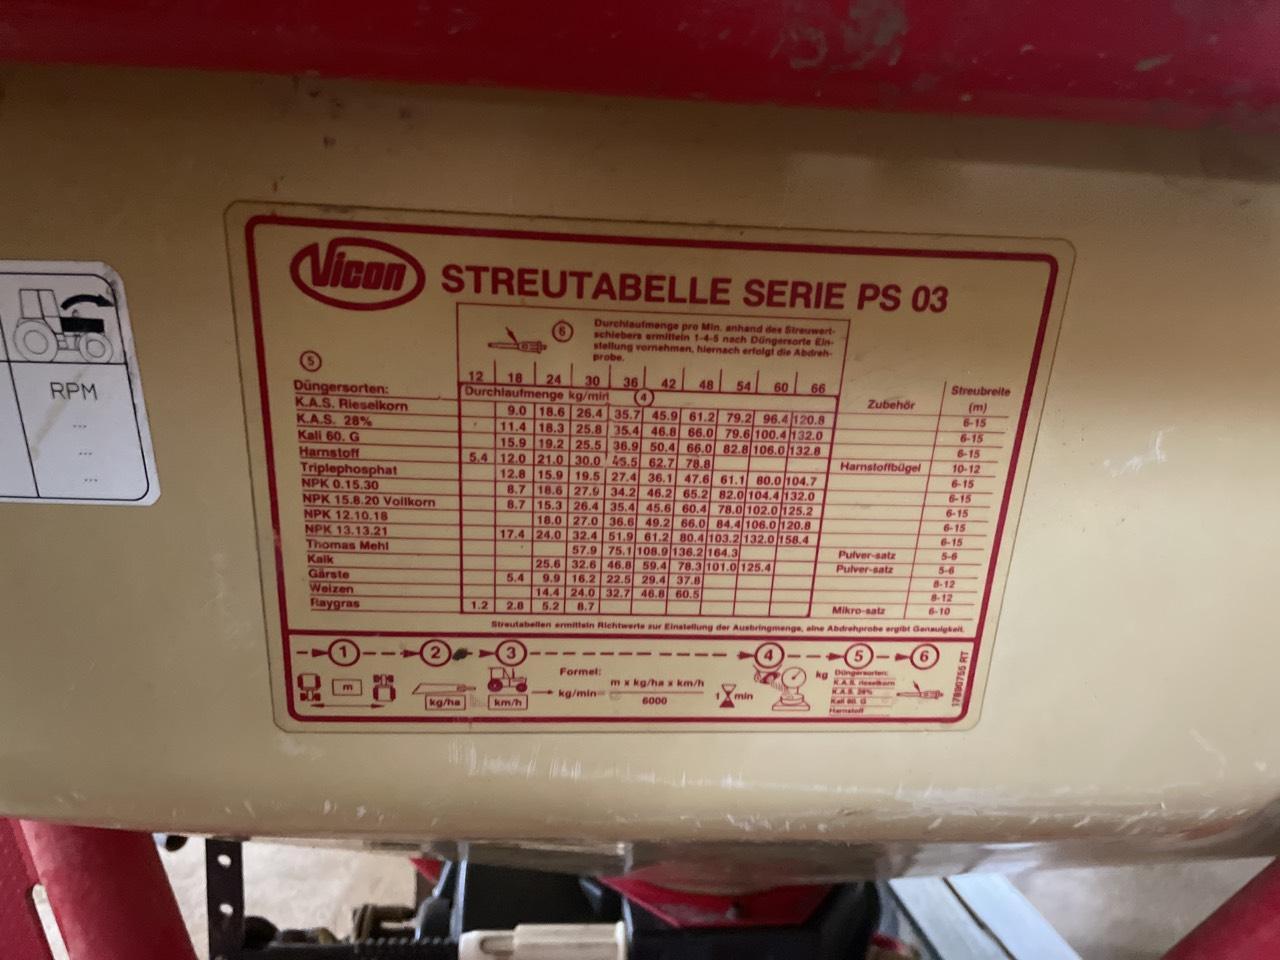 Vicon STREUTABELLE SERIE PS 03
6 Durchlaufmenge pro Min. anhand des Streuwert-
schiebers ermitteln 1-4-5 nach Düngersorte Ein-
stellung vornehmen, hiernach erfolgt die Abdreh-
probe.
5
12 18 24 30 36 42 48 54 60 66
Düngersorten: Durchlaufmenge kg/min 4 Zubehör Streubreite (m)
K.A.S. Rieselkorn 9.0 18.6 26.4 35.7 45.9 61.2 79.2 96.4 120.8 6-15
K.A.S. 28% 11.4 18.3 25.8 35.4 46.8 66.0 79.6 100.4 132.0 6-15
Kali 60. G 15.9 19.2 25.5 36.9 50.4 66.0 82.8 106.0 132.8 6-15
Harnstoff 5.4 12.0 21.0 30.0 45.5 62.7 78.8 Harnstoffbügel 10-12
Triplephosphat 12.8 15.9 19.5 27.4 36.1 47.6 61.1 80.0 104.7 6-15
NPK 0.15.30 8.7 18.6 27.9 34.2 46.2 65.2 82.0 104.4 132.0 6-15
NPK 15.8.20 Vollkorn 8.7 15.3 26.4 35.4 45.6 60.4 78.0 102.0 125.2 6-15
NPK 12.10.18 18.0 27.0 36.6 49.2 66.0 84.4 106.0 120.8 6-15
NPK 13.13.21 17.4 24.0 32.4 51.9 61.2 80.4 103.2 132.0 158.4 6-15
Thomas Mehl 57.9 75.1 108.9 136.2 164.3 Pulver-satz 5-6
Kalk 25.6 32.6 46.8 59.4 78.3 101.0 125.4 Pulver-satz 5-6
Gärste 5.4 9.9 16.2 22.5 29.4 37.8 8-12
Weizen 14.4 24.0 32.7 46.8 60.5 8-12
Raygras 1.2 2.8 5.2 8.7 Mikro-satz 6-10
Streutabellen ermitteln Richtwerte zur Einstellung der Ausbringmenge, eine Abdrehprobe ergibt Genauigkeit.
1 2 3 4 5 6
m kg/ha km/h Formel: kg/min= m x kg/ha x km/h
6000
1 min kg
Düngersorten:
K.A.S. rieselkorn
K.A.S. 28%
Kali 60. G
Harnstoff
17890755 RT
RPM
...
...
...